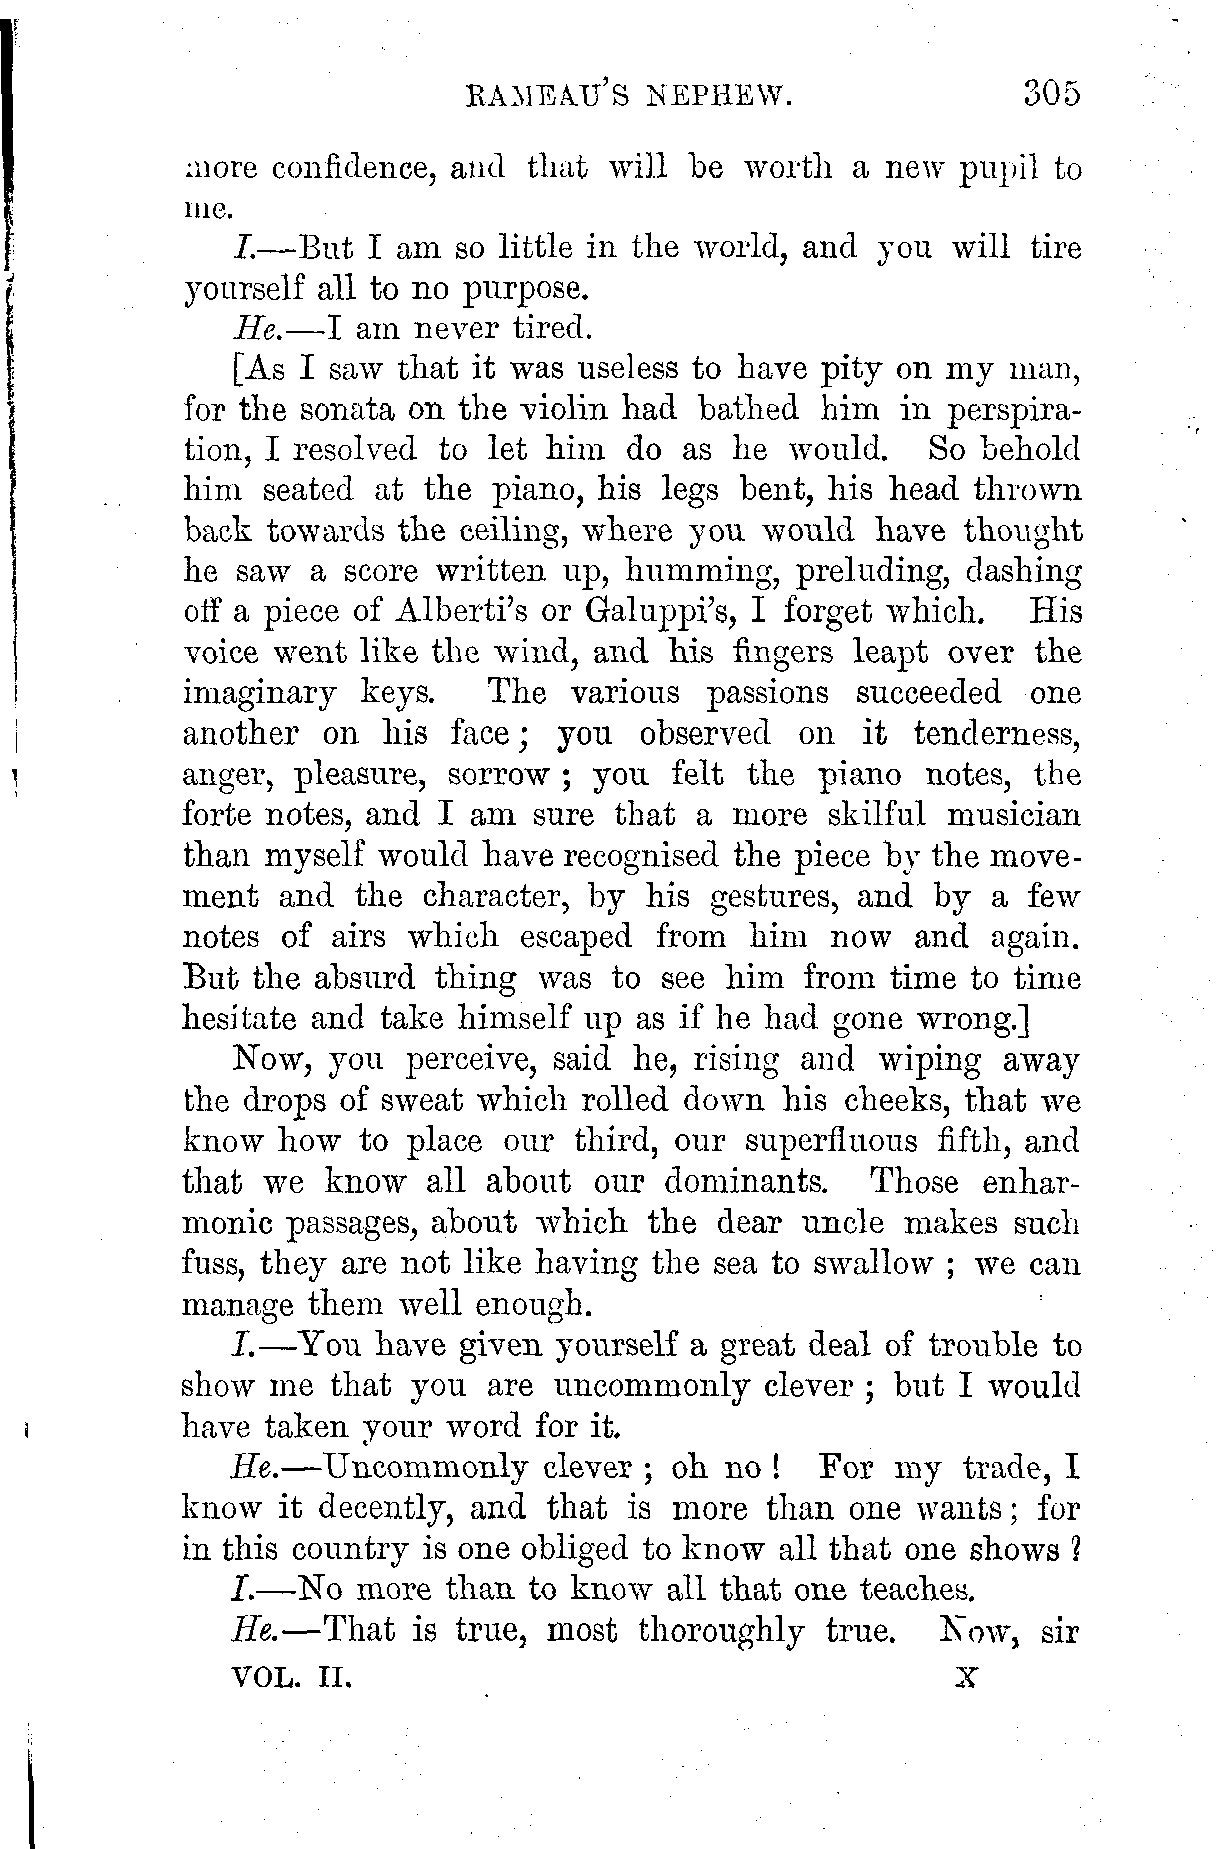 RAMEAU'S NEPHEW. 305
more confidence, and that will be worth a new pupil to
me.
I.—But I am so little in the world, and you will tire
yourself all to no purpose.
He.—I am never tired.
[As I saw that it was useless to have pity on my man,
for the sonata on the violin had bathed him in perspira-
tion, I resolved to let him do as he would. So behold
him seated at the piano, his legs bent, his head thrown
back towards the ceiling, where you would have thought
he saw a score written up, humming, preluding, dashing
off a piece of Alberti's or Galuppi's, I forget which. His
voice went like the wind, and his fingers leapt over the
imaginary keys. The various passions succeeded one
another on his face; you observed on it tenderness,
anger, pleasure, sorrow; you felt the piano notes, the
forte notes, and I am sure that a more skilful musician
than myself would have recognised the piece by the move-
ment and the character, by his gestures, and by a few
notes of airs which escaped from him now and again.
But the absurd thing was to see him from time to time
hesitate and take himself up as if he had gone wrong.]
Now, you perceive, said he, rising and wiping away
the drops of sweat which rolled down his cheeks, that we
know how to place our third, our superfluous fifth, and
that we know all about our dominants. Those enhar-
monic passages, about which the dear uncle makes such
fuss, they are not like having the sea to swallow; we can
manage them well enough.
I.—You have given yourself a great deal of trouble to
show me that you are uncommonly clever; but I would
have taken your word for it.
He.—Uncommonly clever; oh no! For my trade, I
know it decently, and that is more than one wants; for
in this country is one obliged to know all that one shows?
I.—No more than to know all that one teaches.
He.—That is true, most thoroughly true. Now, sir
VOL. II. X